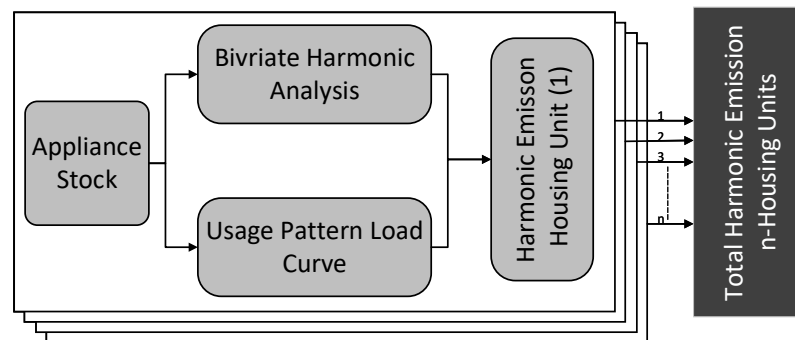 Appliance
Stock
Bivriate Harmonic
Analysis
Usage Pattern Load
Curve
Harmonic Emisson
Housing Unit (1)
1
2
3
n
Total Harmonic Emission
n-Housing Units